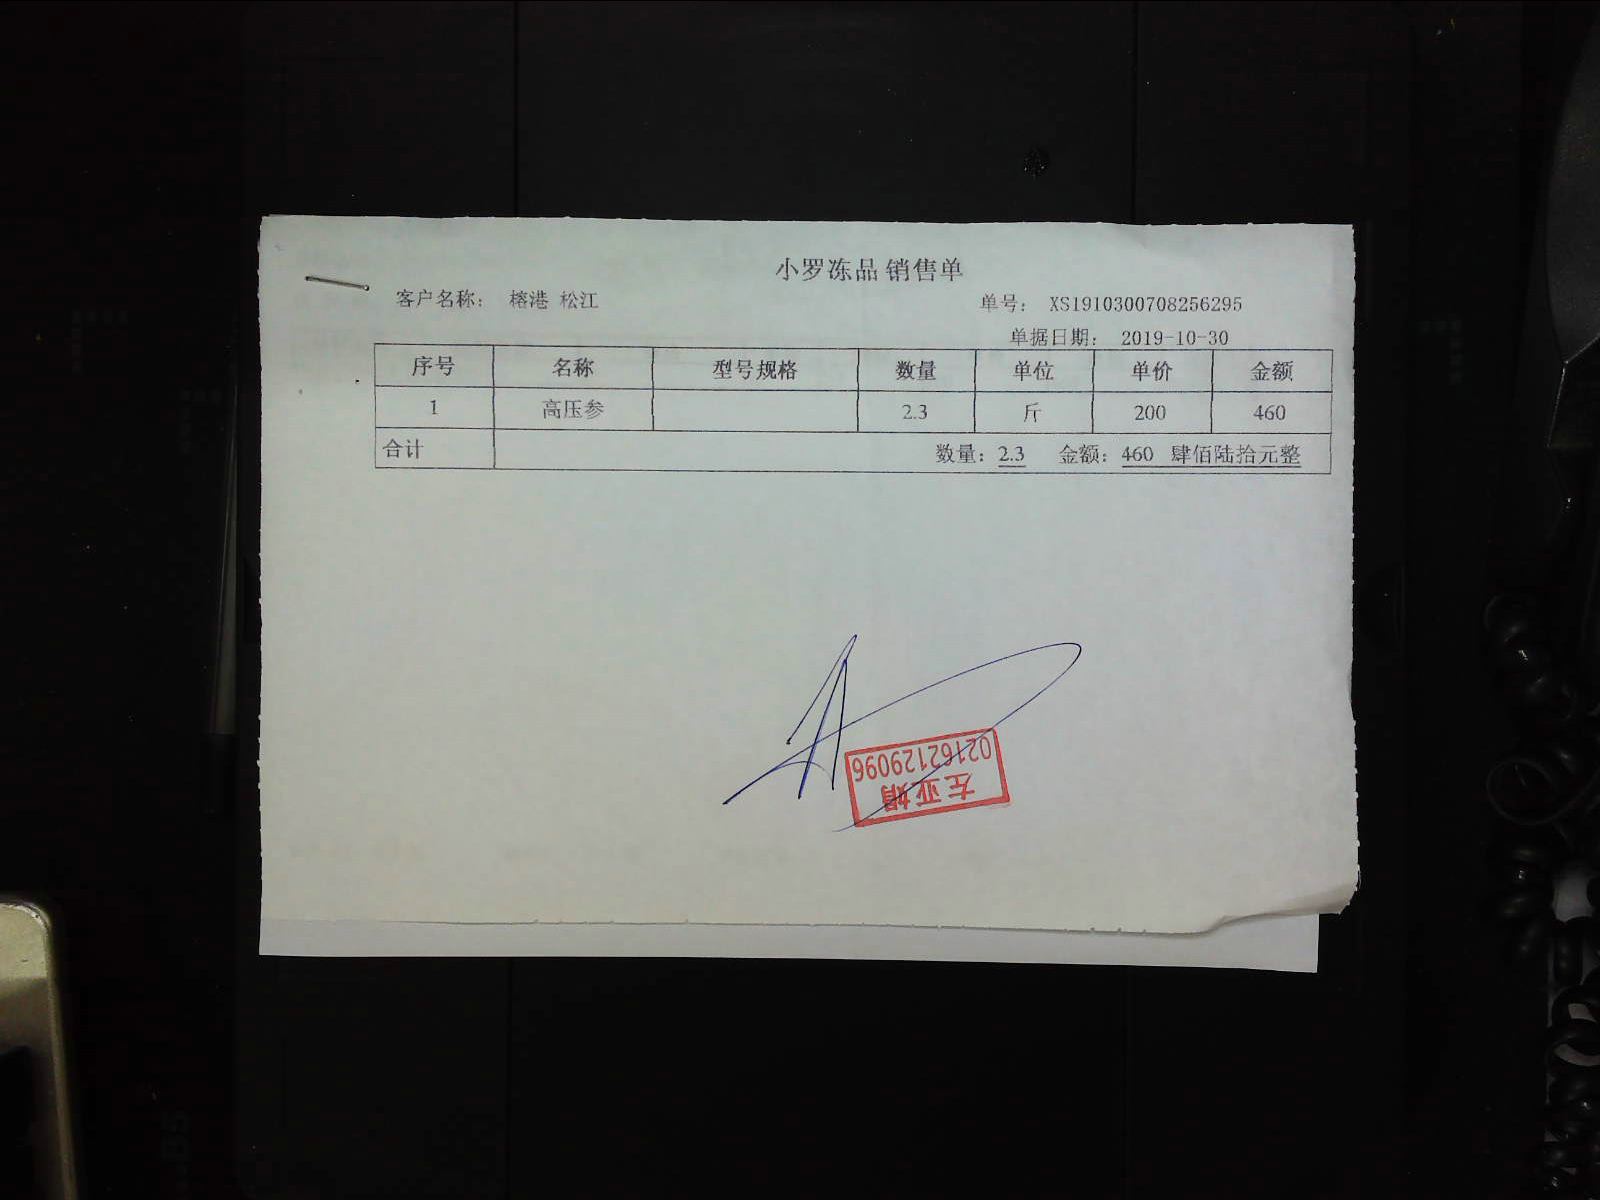 小罗冻品 销售单
客户名称： 榕港 松江
单号： XS1910300708256295
单据日期： 2019-10-30
序号 名称 型号规格 数量 单位 单价 金额
1 高压参 2.3 斤 200 460
合计 数量：2.3 金额：460 肆佰陆拾元整
左亚娟
02162129096